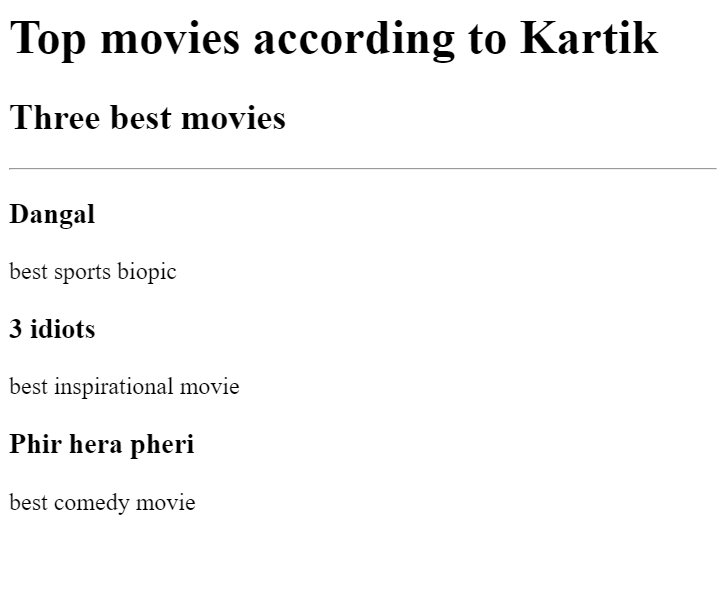 Top movies according to Kartik
Three best movies
Dangal
best sports biopic
3 idiots
best inspirational movie
Phir hera pheri
best comedy movie